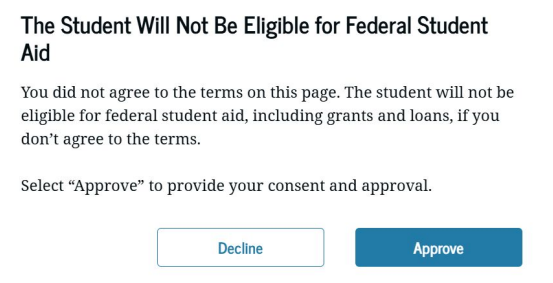 The Student Will Not Be Eligible for Federal Student
Aid
You did not agree to the terms on this page. The student will not be
eligible for federal student aid, including grants and loans, if you
don’t agree to the terms.
Select “Approve” to provide your consent and approval.
Decline Approve